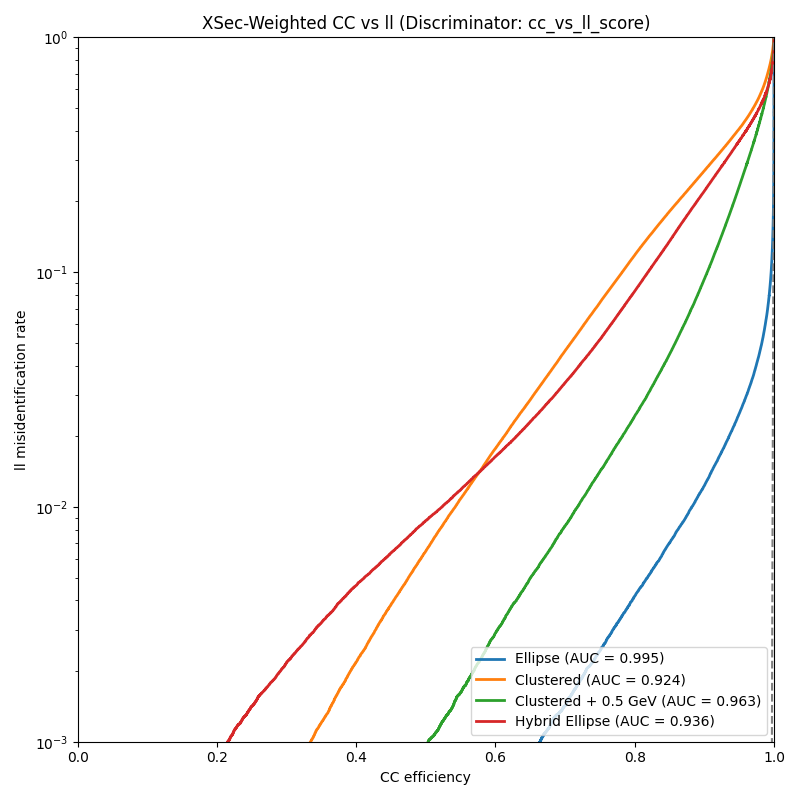 XSec-Weighted CC vs ll (Discriminator: cc_vs_ll_score)
ll misidentification rate
10⁰
10⁻¹
10⁻²
10⁻³
Ellipse (AUC = 0.995)
Clustered (AUC = 0.924)
Clustered + 0.5 GeV (AUC = 0.963)
Hybrid Ellipse (AUC = 0.936)
0.0 0.2 0.4 0.6 0.8 1.0
CC efficiency